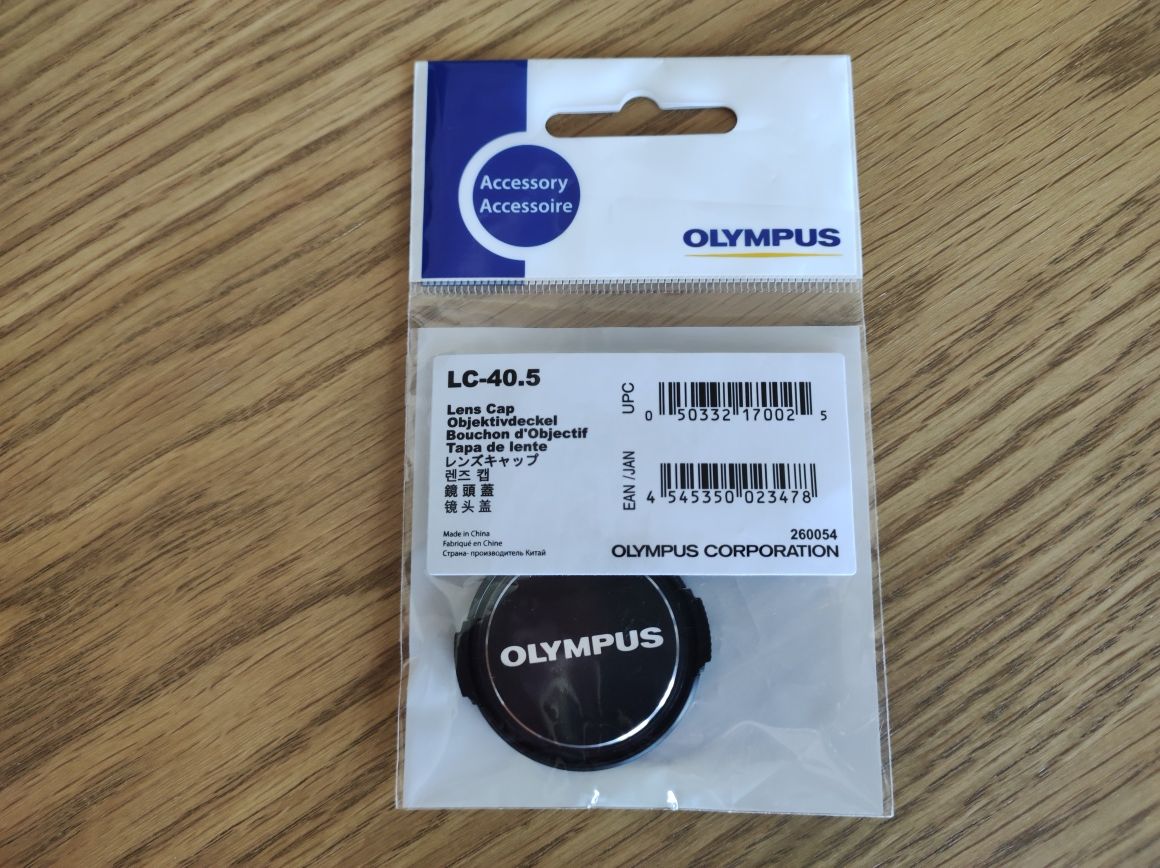 Accessory
Accessoire
OLYMPUS
LC-40.5
Lens Cap
Objektivdeckel
Bouchon d'Objectif
Tapa de lente
レンズキャップ
렌즈 캡
鏡 頭 蓋
镜 头 盖
Made in China
Fabriqué en Chine
Страна- производитель Китай
UPC
0 50332 17002 5
EAN /JAN
4 545350 023478
260054
OLYMPUS CORPORATION
OLYMPUS